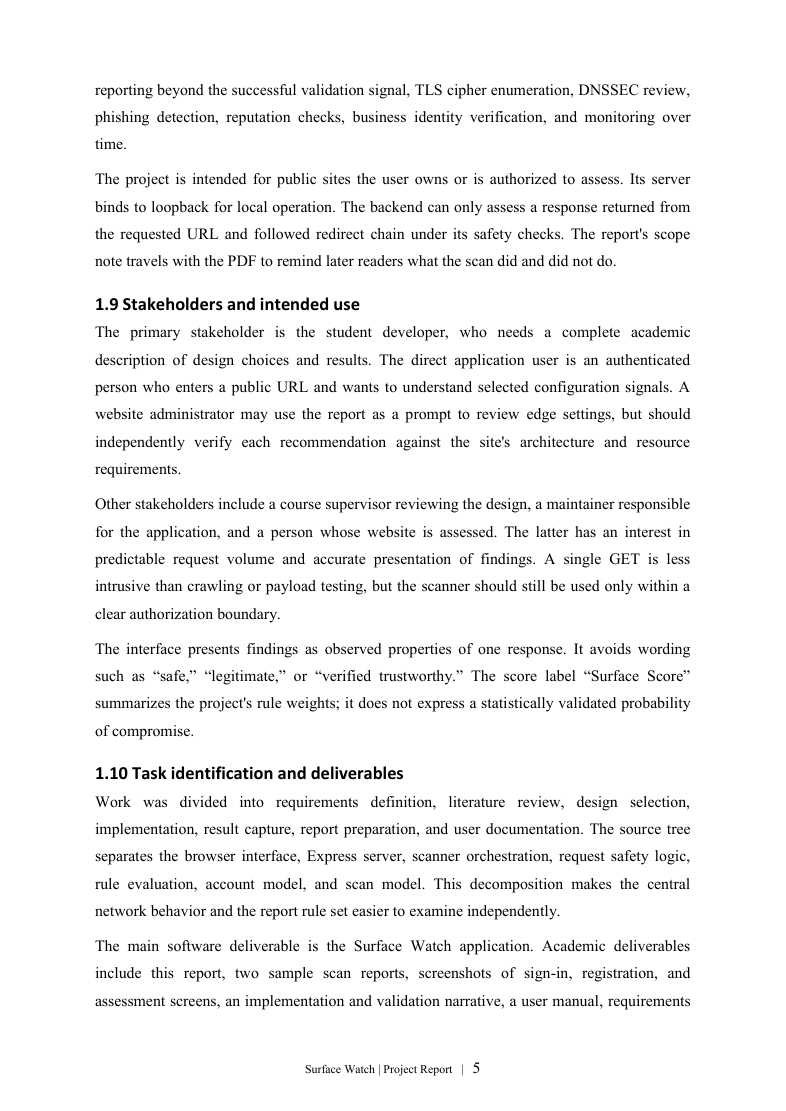 reporting beyond the successful validation signal, TLS cipher enumeration, DNSSEC review,
phishing detection, reputation checks, business identity verification, and monitoring over
time.
The project is intended for public sites the user owns or is authorized to assess. Its server
binds to loopback for local operation. The backend can only assess a response returned from
the requested URL and followed redirect chain under its safety checks. The report's scope
note travels with the PDF to remind later readers what the scan did and did not do.
1.9 Stakeholders and intended use
The primary stakeholder is the student developer, who needs a complete academic
description of design choices and results. The direct application user is an authenticated
person who enters a public URL and wants to understand selected configuration signals. A
website administrator may use the report as a prompt to review edge settings, but should
independently verify each recommendation against the site's architecture and resource
requirements.
Other stakeholders include a course supervisor reviewing the design, a maintainer responsible
for the application, and a person whose website is assessed. The latter has an interest in
predictable request volume and accurate presentation of findings. A single GET is less
intrusive than crawling or payload testing, but the scanner should still be used only within a
clear authorization boundary.
The interface presents findings as observed properties of one response. It avoids wording
such as “safe,” “legitimate,” or “verified trustworthy.” The score label “Surface Score”
summarizes the project's rule weights; it does not express a statistically validated probability
of compromise.
1.10 Task identification and deliverables
Work was divided into requirements definition, literature review, design selection,
implementation, result capture, report preparation, and user documentation. The source tree
separates the browser interface, Express server, scanner orchestration, request safety logic,
rule evaluation, account model, and scan model. This decomposition makes the central
network behavior and the report rule set easier to examine independently.
The main software deliverable is the Surface Watch application. Academic deliverables
include this report, two sample scan reports, screenshots of sign-in, registration, and
assessment screens, an implementation and validation narrative, a user manual, requirements
Surface Watch | Project Report | 5